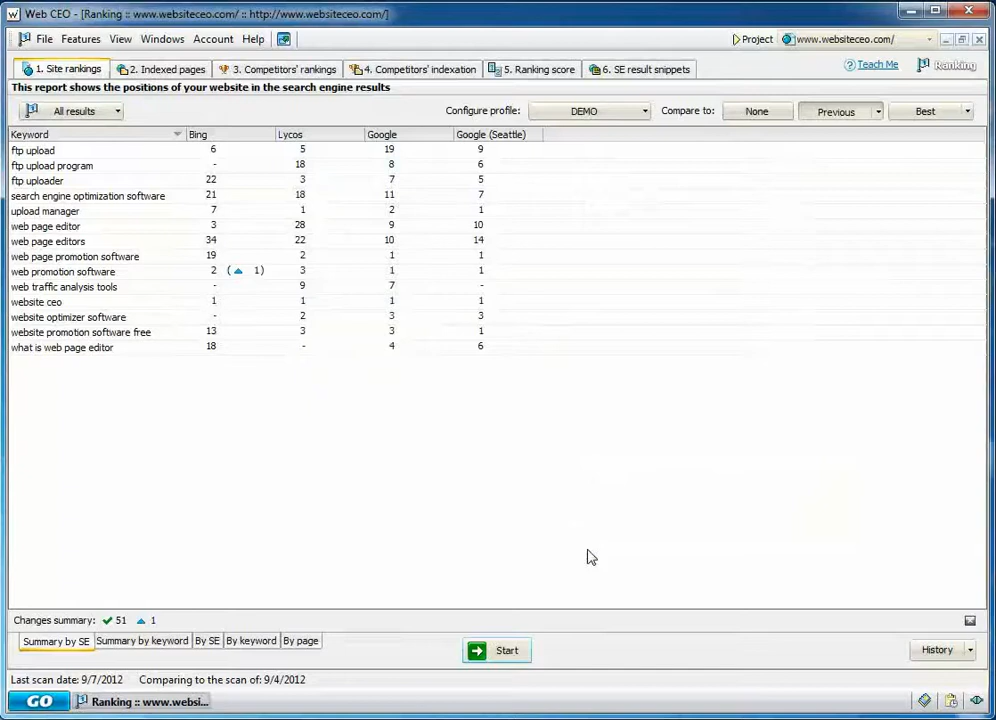 Web CEO - [Ranking :: www.websiteceo.com/ :: http://www.websiteceo.com/]
File Features View Windows Account Help Project www.websiteceo.com/
1. Site rankings 2. Indexed pages 3. Competitors' rankings 4. Competitors' indexation 5. Ranking score 6. SE result snippets Teach Me Ranking
This report shows the positions of your website in the search engine results
All results Configure profile: DEMO Compare to: None Previous Best
Keyword Bing Lycos Google Google (Seattle)
ftp upload 6 5 19 9
ftp upload program - 18 8 6
ftp uploader 22 3 7 5
search engine optimization software 21 18 11 7
upload manager 7 1 2 1
web page editor 3 28 9 10
web page editors 34 22 10 14
web page promotion software 19 2 1 1
web promotion software 2 ( 1) 3 1 1
web traffic analysis tools - 9 7 -
website ceo 1 1 1 1
website optimizer software - 2 3 3
website promotion software free 13 3 3 1
what is web page editor 18 - 4 6
Changes summary: 51 1
Summary by SE Summary by keyword By SE By keyword By page Start History
Last scan date: 9/7/2012 Comparing to the scan of: 9/4/2012
GO Ranking :: www.websi...